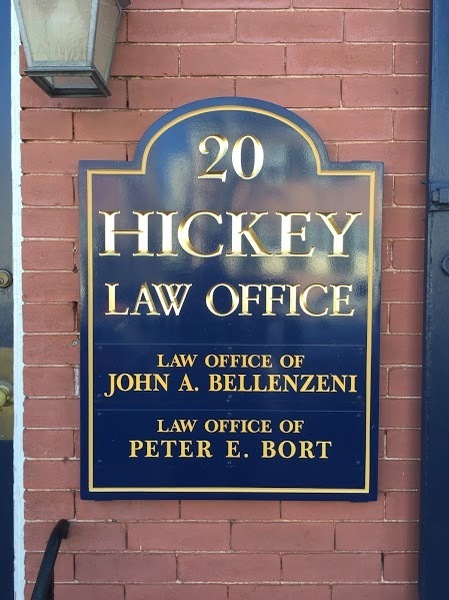 20
HICKEY
LAW OFFICE
LAW OFFICE OF
JOHN A. BELLENZENI
LAW OFFICE OF
PETER E. BORT